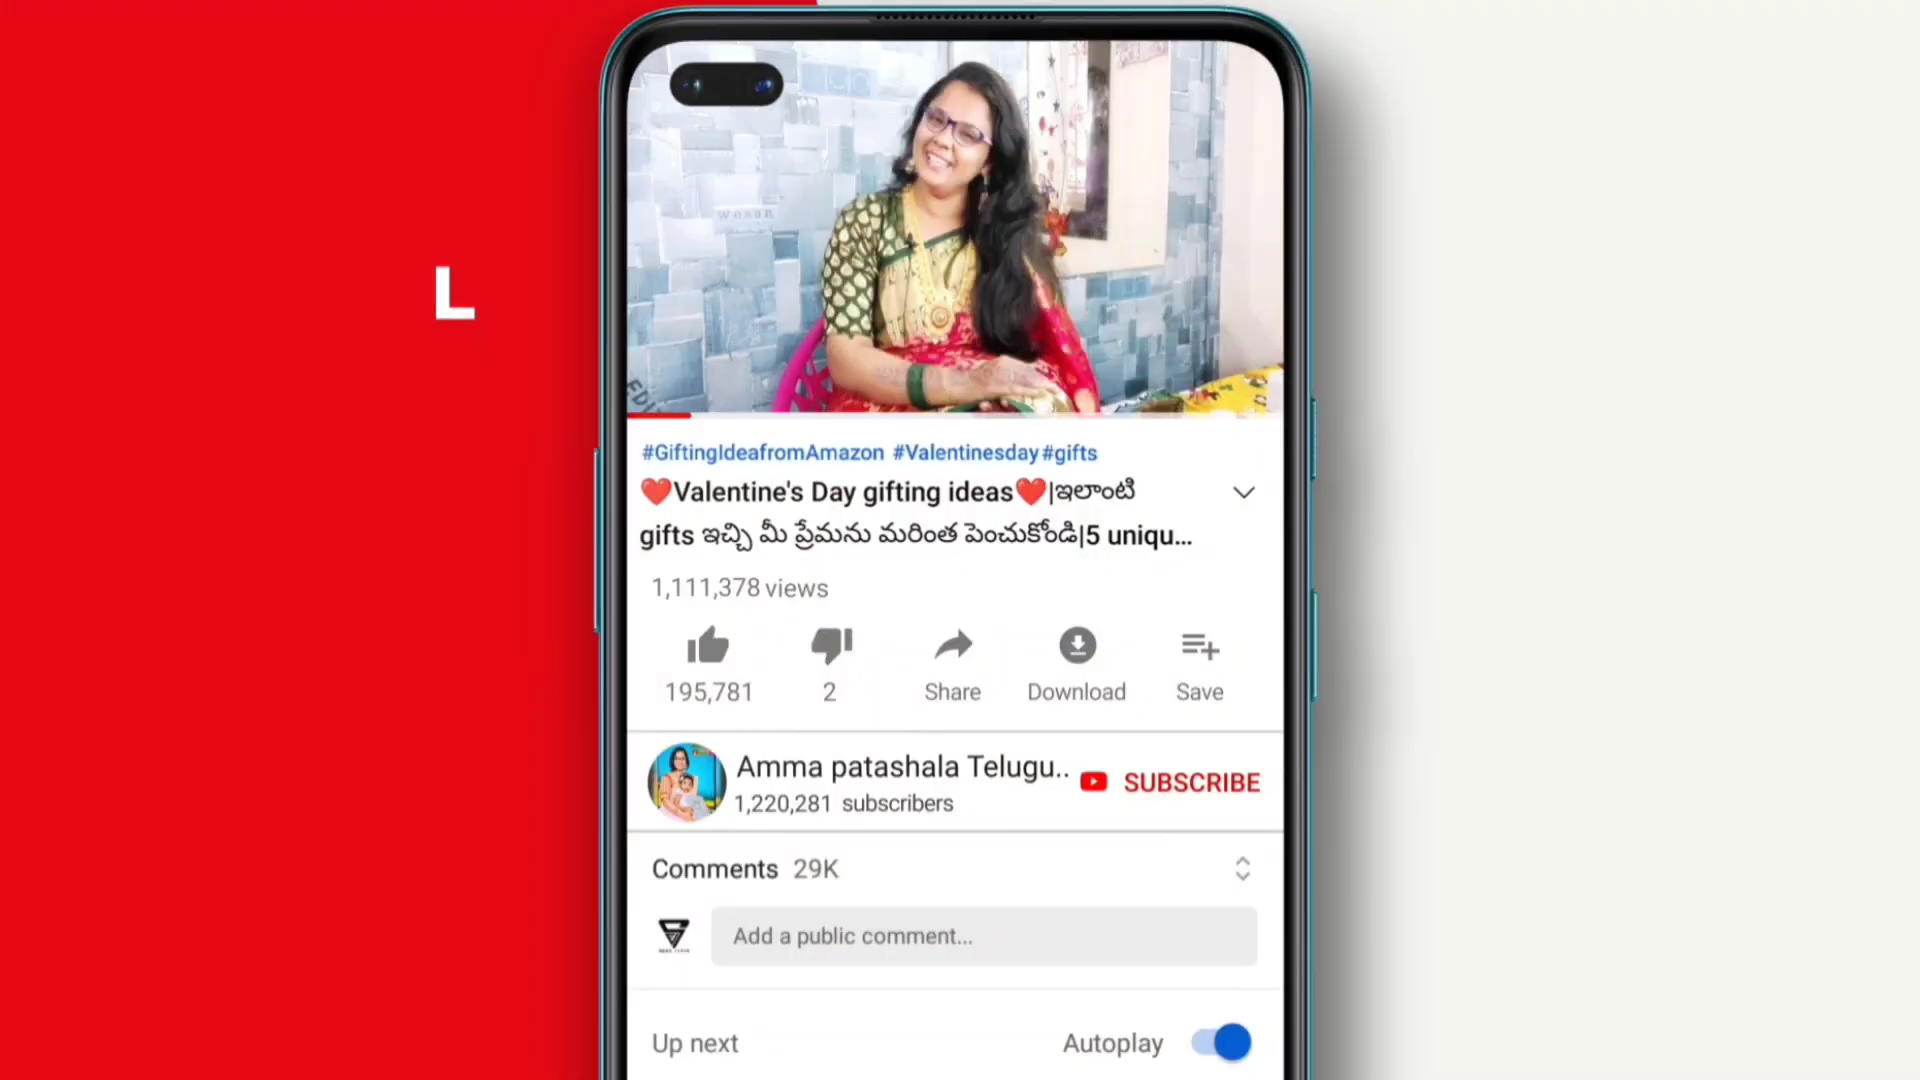 L
#GiftingIdeafromAmazon #Valentinesday #gifts
❤️Valentine's Day gifting ideas❤️|ఇలాంటి
gifts ఇచ్చి మీ ప్రేమను మరింత పెంచుకోండి|5 uniqu...
1,111,378 views
195,781 2 Share Download Save
Amma patashala Telugu..
SUBSCRIBE
1,220,281 subscribers
Comments 29K
Add a public comment...
Up next Autoplay